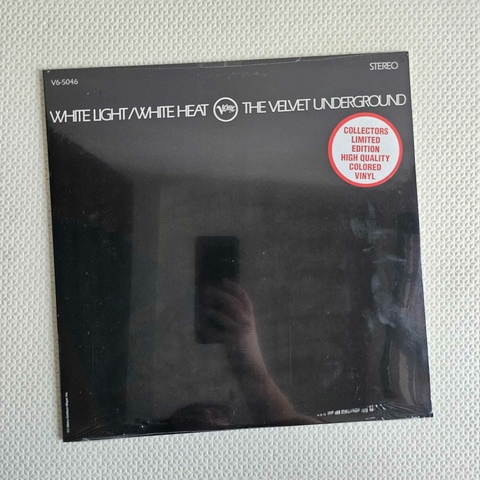 V6-5046
STEREO
WHITE LIGHT/WHITE HEAT Verve THE VELVET UNDERGROUND
COLLECTORS
LIMITED
EDITION
HIGH QUALITY
COLORED
VINYL